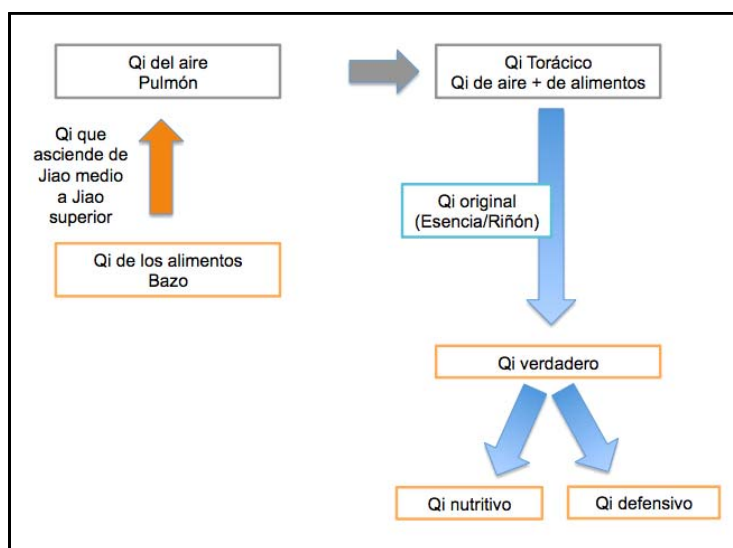 Qi del aire
Pulmón
Qi Torácico
Qi de aire + de alimentos
Qi que
asciende de
Jiao medio
a Jiao
superior
Qi original
(Esencia/Riñón)
Qi de los alimentos
Bazo
Qi verdadero
Qi nutritivo
Qi defensivo